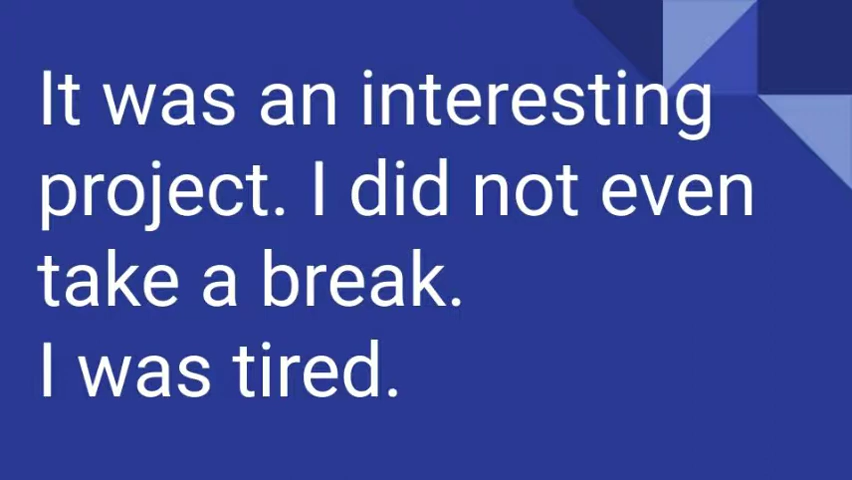 It was an interesting
project. I did not even
take a break.
I was tired.